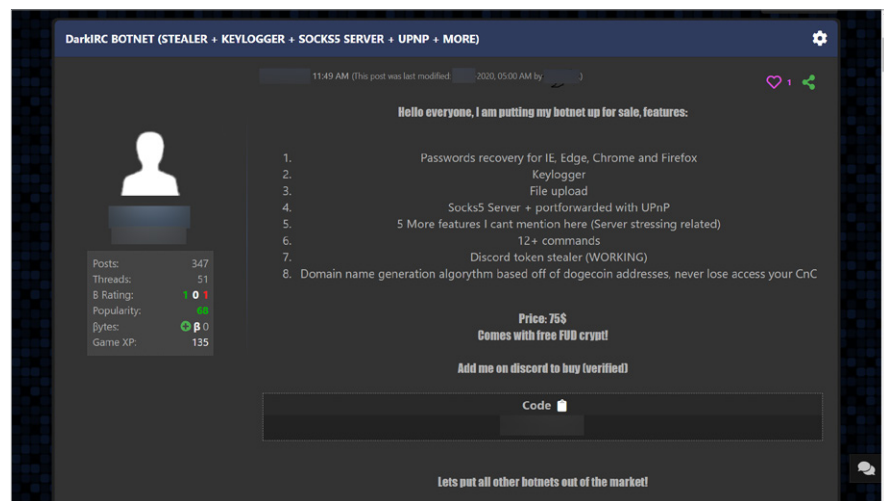 DarkIRC BOTNET (STEALER + KEYLOGGER + SOCKS5 SERVER + UPNP + MORE)
11:49 AM (This post was last modified: 2020, 05:00 AM by .)
1
Hello everyone, I am putting my botnet up for sale, features:
1. Passwords recovery for IE, Edge, Chrome and Firefox
2. Keylogger
3. File upload
4. Socks5 Server + portforwarded with UPnP
5. 5 More features I cant mention here (Server stressing related)
6. 12+ commands
7. Discord token stealer (WORKING)
8. Domain name generation algorythm based off of dogecoin addresses, never lose access your CnC
Posts: 347
Threads: 51
B Rating: 1 0 1
Popularity: 68
βytes: β 0
Game XP: 135
Price: 75$
Comes with free FUD crypt!
Add me on discord to buy (verified)
Code
Lets put all other botnets out of the market!